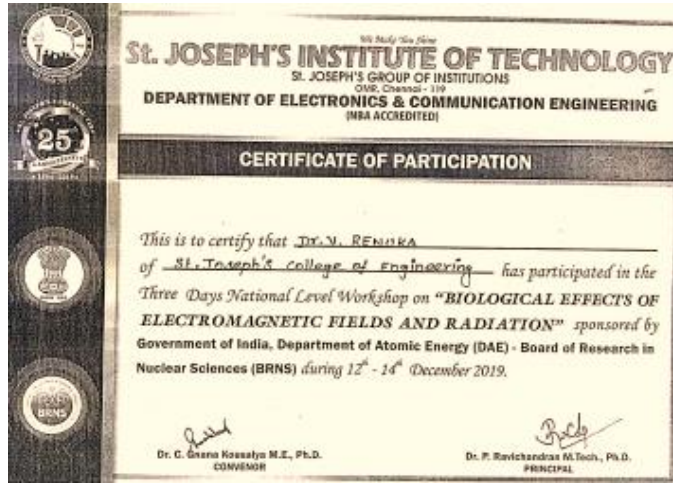 We Make You Shine
St. JOSEPH'S INSTITUTE OF TECHNOLOGY
St. JOSEPH'S GROUP OF INSTITUTIONS
OMR, Chennai - 119
DEPARTMENT OF ELECTRONICS & COMMUNICATION ENGINEERING
(NBA ACCREDITED)
25
CERTIFICATE OF PARTICIPATION
This is to certify that Dr. V. RENUKA
of St. Joseph's College of Engineering has participated in the
Three Days National Level Workshop on "BIOLOGICAL EFFECTS OF
ELECTROMAGNETIC FIELDS AND RADIATION" sponsored by
Government of India, Department of Atomic Energy (DAE) - Board of Research in
Nuclear Sciences (BRNS) during 12th - 14th December 2019.
BRNS
Dr. C. Gnana Kousalya M.E., Ph.D.
CONVENOR
Dr. P. Ravichandran M.Tech., Ph.D.
PRINCIPAL